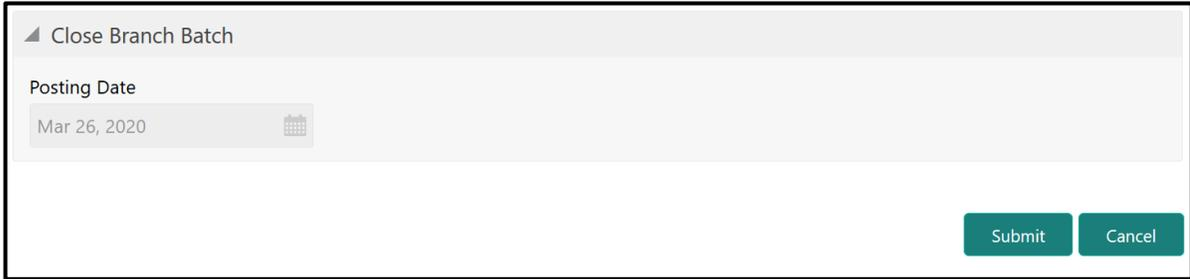 Close Branch Batch
Posting Date
Mar 26, 2020
Submit Cancel